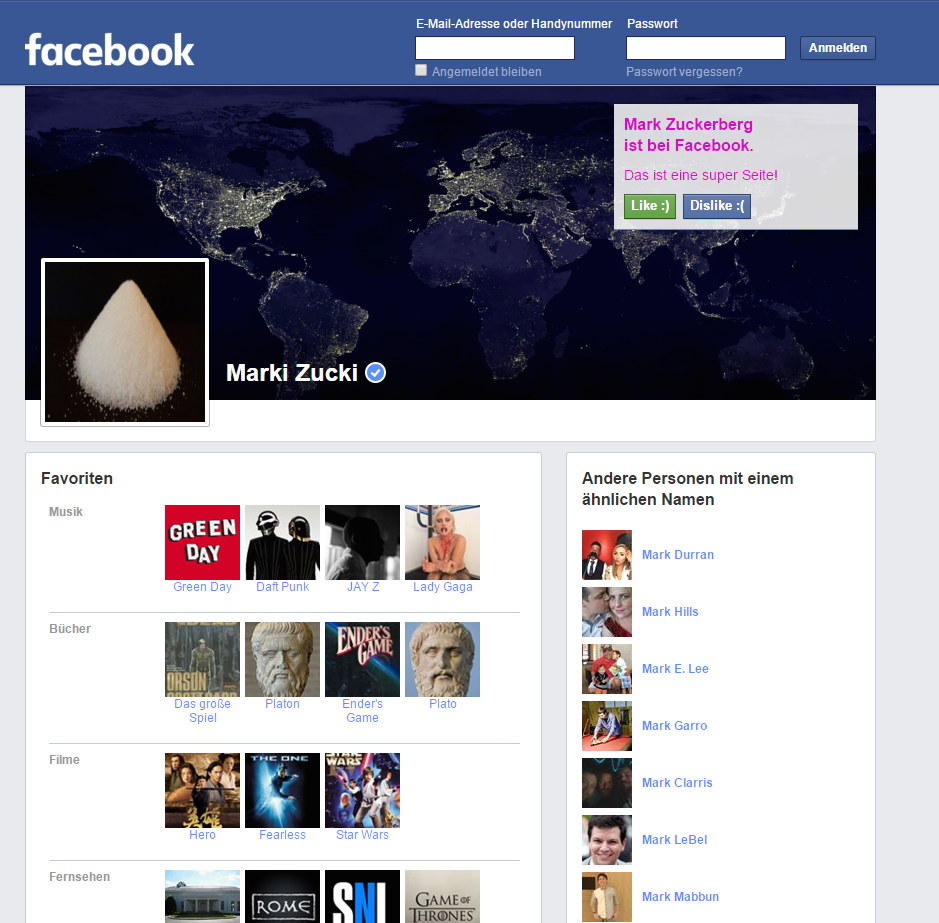 facebook
E-Mail-Adresse oder Handynummer
Passwort
Anmelden
Angemeldet bleiben
Passwort vergessen?
Mark Zuckerberg
ist bei Facebook.
Das ist eine super Seite!
Like :) Dislike :(
Marki Zucki
Favoriten
Musik
GREEN
DAY
Green Day
Daft Punk
JAY Z
Lady Gaga
Bücher
ORSON
ENDER'S
GAME
Das große
Spiel
Platon
Ender's
Game
Plato
Filme
THE ONE
STAR
WARS
Hero
Fearless
Star Wars
Fernsehen
ROME
SNL
GAME OF
THRONES
Andere Personen mit einem
ähnlichen Namen
Mark Durran
Mark Hills
Mark E. Lee
Mark Garro
Mark Clarris
Mark LeBel
Mark Mabbun